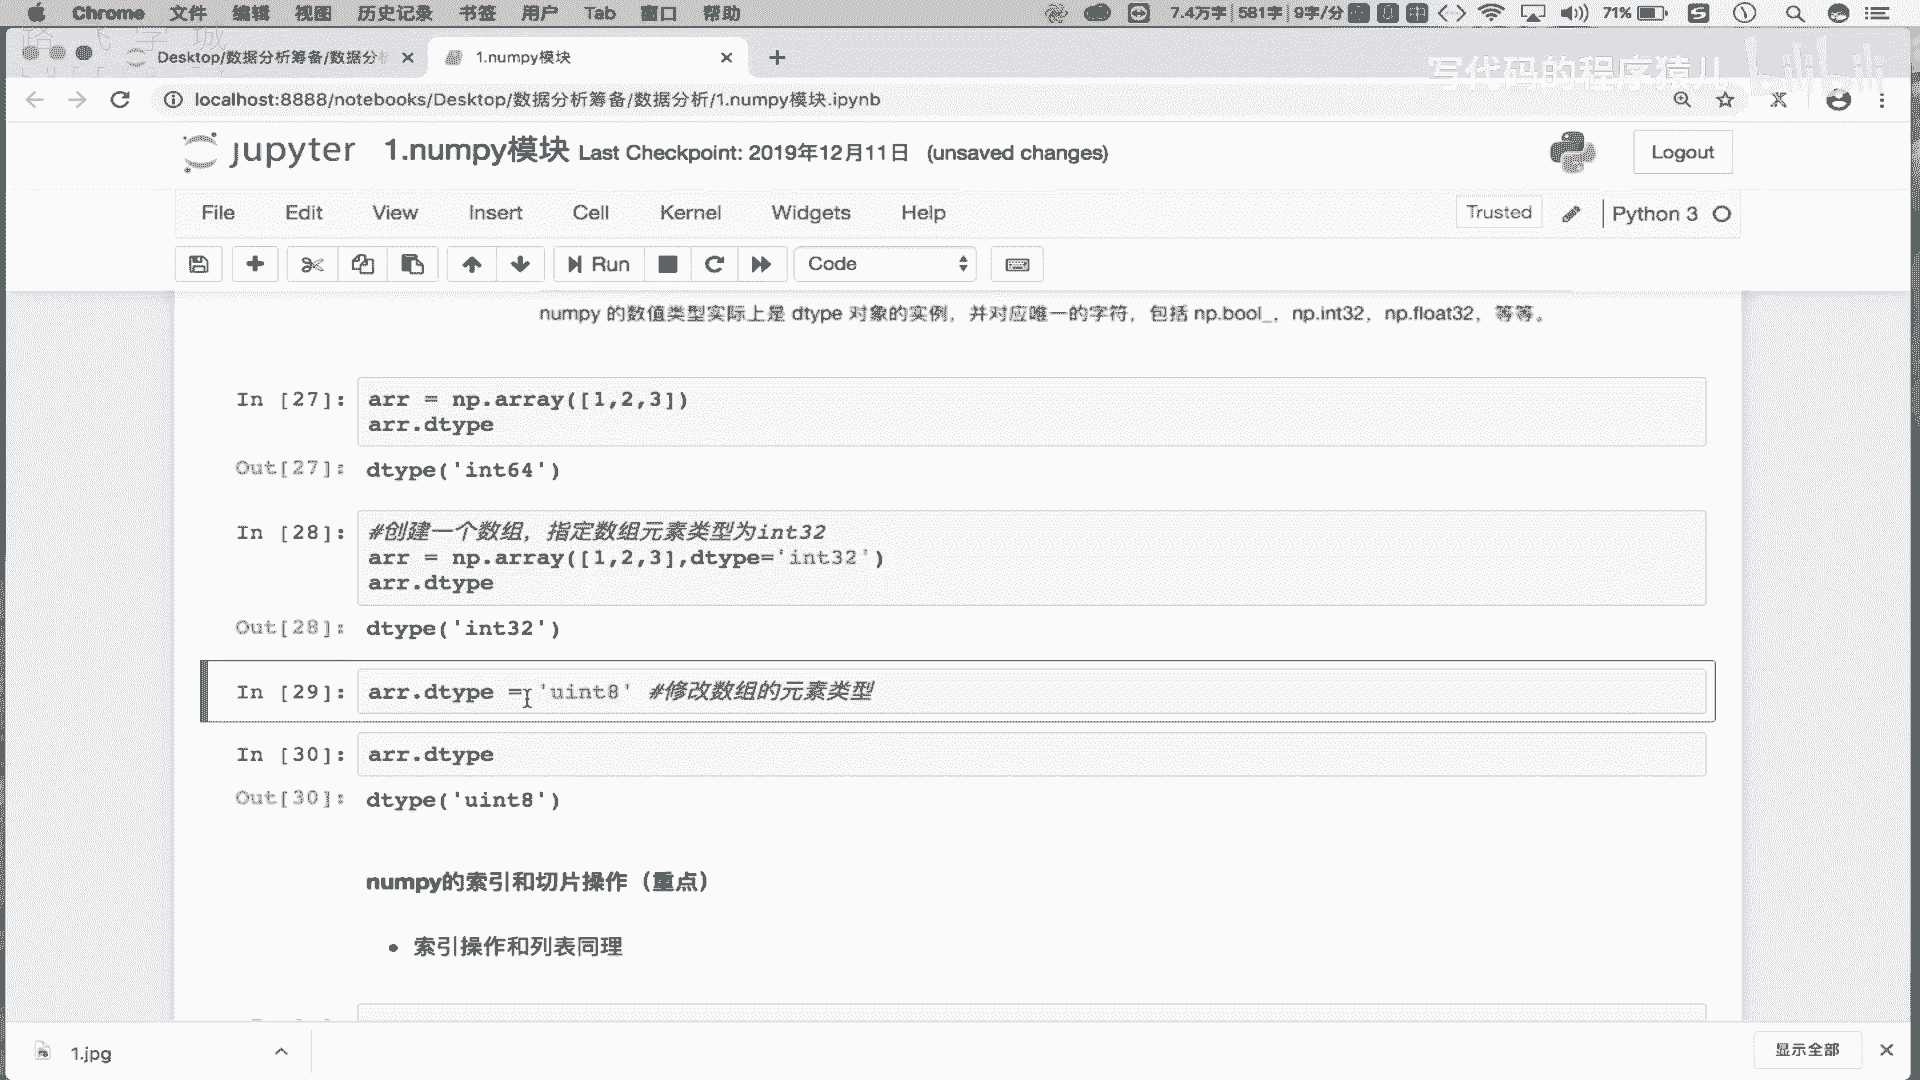 Chrome 文件 编辑 视图 历史记录 书签 用户 Tab 窗口 帮助 7.4万字 581字 9字/分 71%
路飞学城
Desktop/数据分析筹备/数据分析
1.numpy模块
写代码的程序猿儿 bilibili
localhost:8888/notebooks/Desktop/数据分析筹备/数据分析/1.numpy模块.ipynb
jupyter 1.numpy模块 Last Checkpoint: 2019年12月11日 (unsaved changes)
Logout
File Edit View Insert Cell Kernel Widgets Help Trusted Python 3
Run Code
numpy 的数值类型实际上是 dtype 对象的实例，并对应唯一的字符，包括 np.bool_，np.int32，np.float32，等等。
In [27]: arr = np.array([1,2,3])
arr.dtype
Out[27]: dtype('int64')
In [28]: #创建一个数组，指定数组元素类型为int32
arr = np.array([1,2,3],dtype='int32')
arr.dtype
Out[28]: dtype('int32')
In [29]: arr.dtype = 'uint8' #修改数组的元素类型
In [30]: arr.dtype
Out[30]: dtype('uint8')
numpy的索引和切片操作（重点）
• 索引操作和列表同理
1.jpg
显示全部